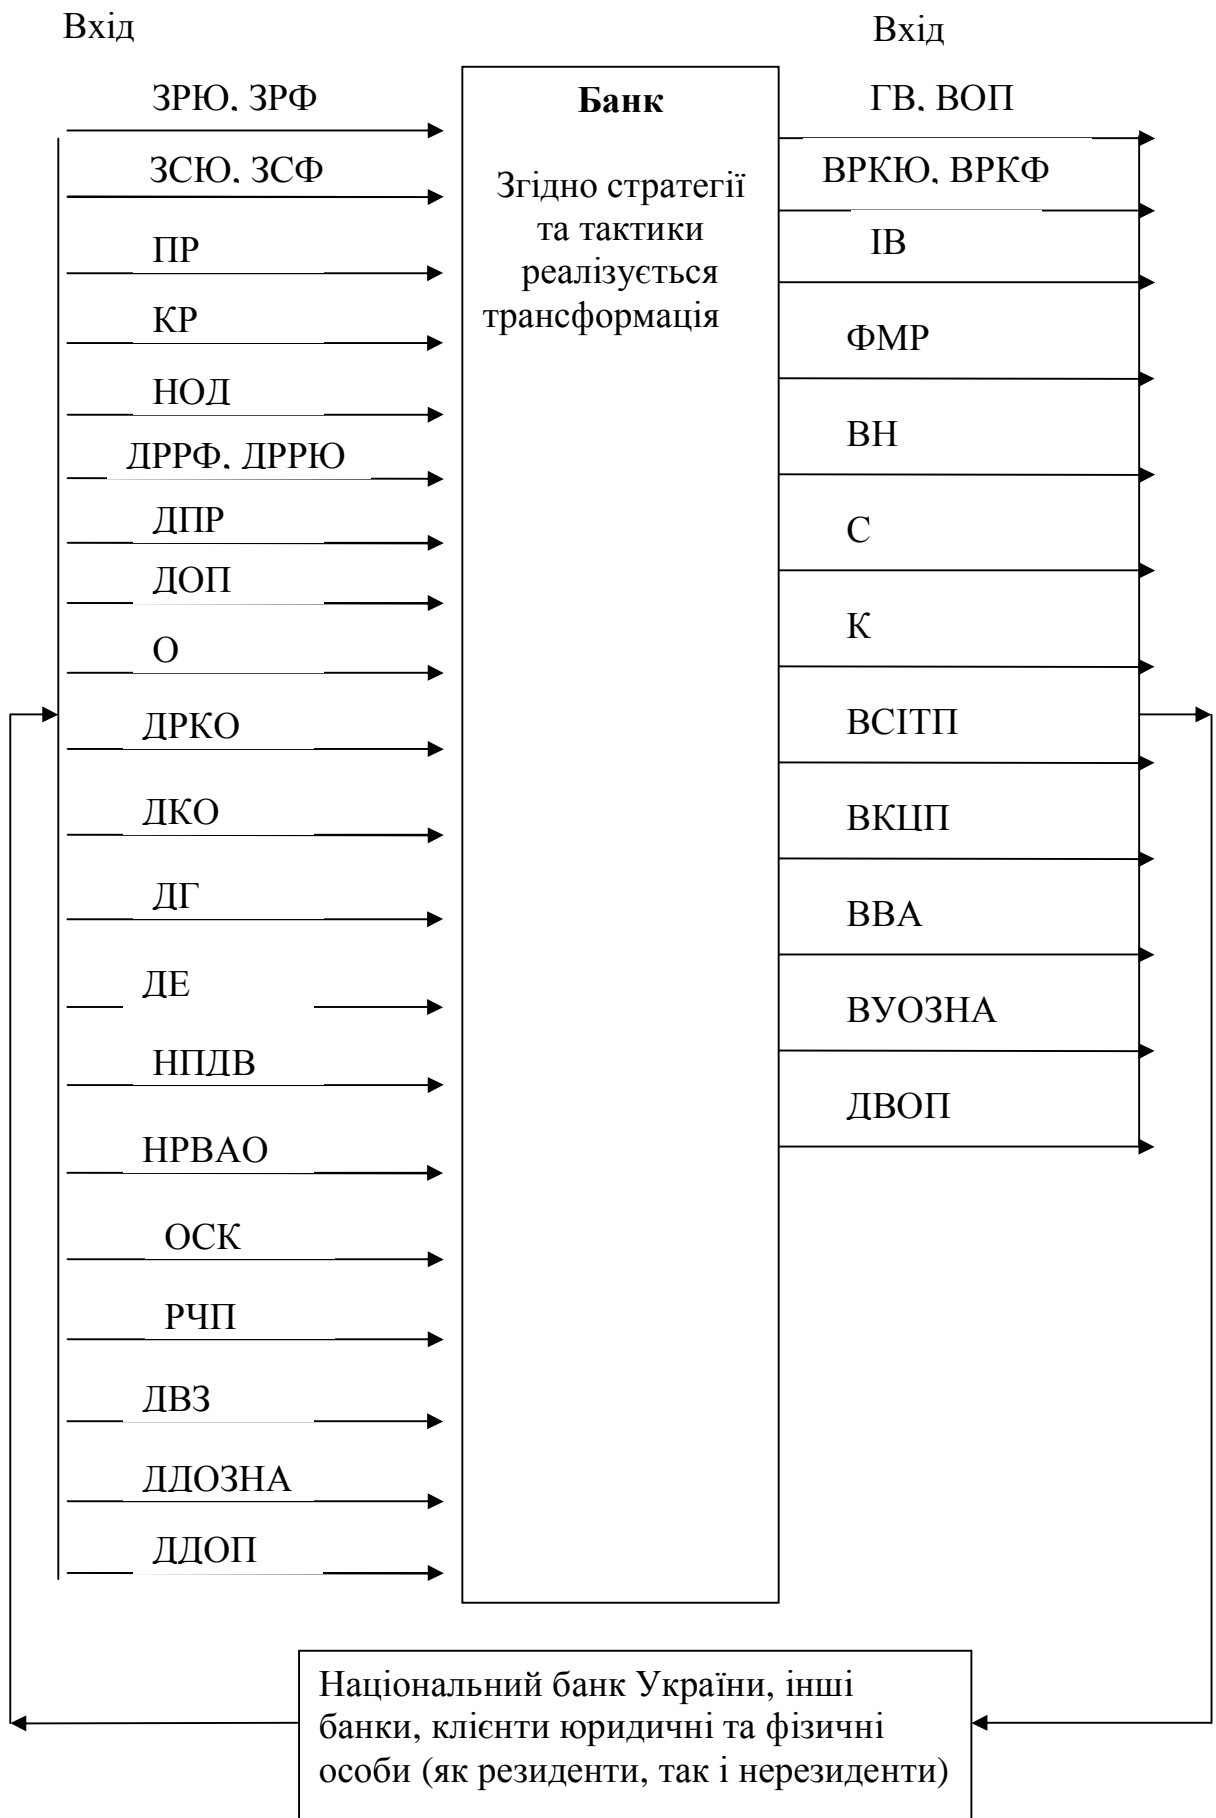 Вхід
Вхід
ЗРЮ, ЗРФ
ЗСЮ, ЗСФ
ПР
КР
НОД
ДРРФ, ДРРЮ
ДПР
ДОП
О
ДРКО
ДКО
ДГ
ДЕ
НПДВ
НРВАО
ОСК
РЧП
ДВЗ
ДДОЗНА
ДДОП
Банк
Згідно стратегії
та тактики
реалізується
трансформація
ГВ, ВОП
ВРКЮ, ВРКФ
ІВ
ФМР
ВН
С
К
ВСІТП
ВКЦП
ВВА
ВУОЗНА
ДВОП
Національний банк України, інші
банки, клієнти юридичні та фізичні
особи (як резиденти, так і нерезиденти)